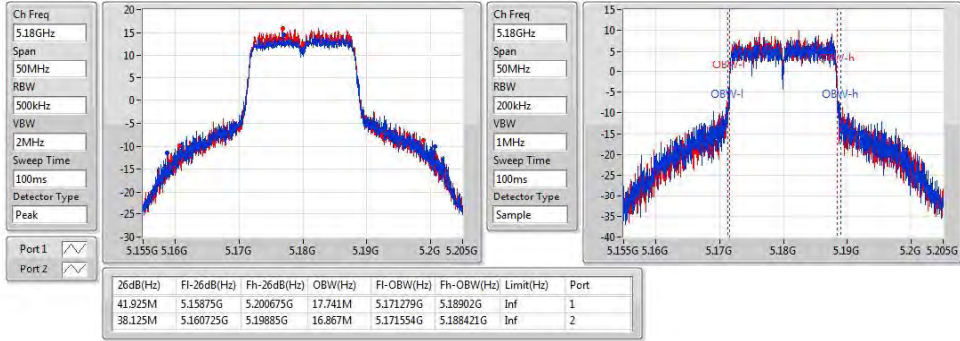 Ch Freq
5.18GHz
Span
50MHz
RBW
500kHz
VBW
2MHz
Sweep Time
100ms
Detector Type
Peak
Port 1
Port 2
20
15
10
5
0
-5
-10
-15
-20
-25
-30
5.155G 5.16G 5.17G 5.18G 5.19G 5.2G 5.205G
Ch Freq
5.18GHz
Span
50MHz
RBW
200kHz
VBW
1MHz
Sweep Time
100ms
Detector Type
Sample
15
10
5
0
-5
-10
-15
-20
-25
-30
-35
-40
OBW-l OBW-h
OBW-l OBW-h
5.155G 5.16G 5.17G 5.18G 5.19G 5.2G 5.205G
26dB(Hz) Fl-26dB(Hz) Fh-26dB(Hz) OBW(Hz) Fl-OBW(Hz) Fh-OBW(Hz) Limit(Hz) Port
41.925M 5.15875G 5.200675G 17.741M 5.171279G 5.18902G Inf 1
38.125M 5.160725G 5.19885G 16.867M 5.171554G 5.188421G Inf 2